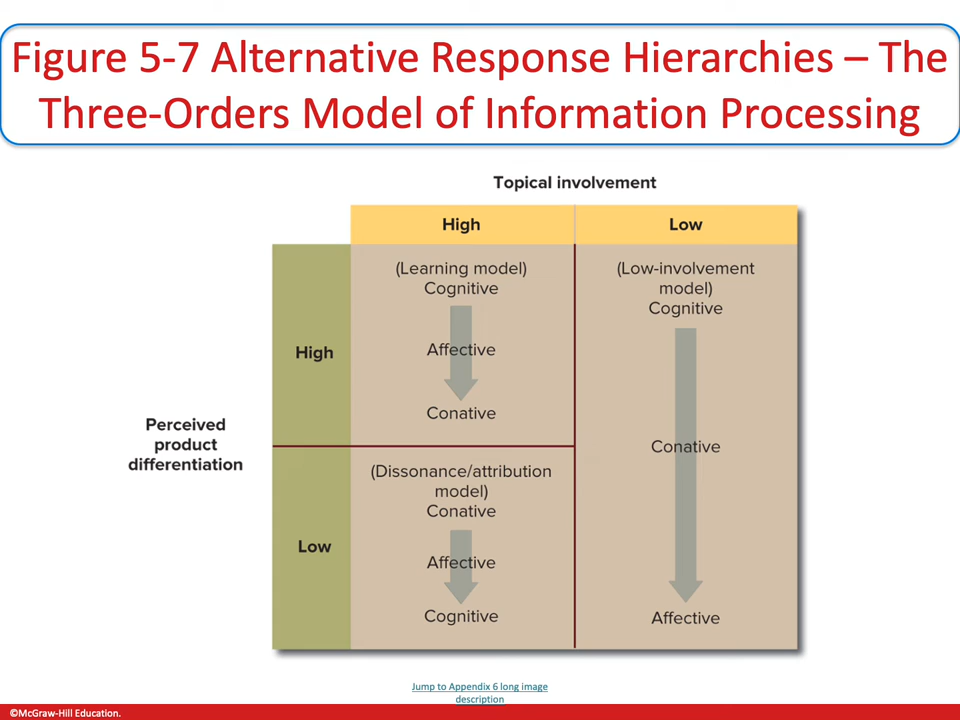 Figure 5-7 Alternative Response Hierarchies – The
Three-Orders Model of Information Processing
Topical involvement
High
Low
(Learning model)
Cognitive
Affective
Conative
(Low-involvement
model)
Cognitive
Conative
Affective
High
Perceived
product
differentiation
Low
(Dissonance/attribution
model)
Conative
Affective
Cognitive
Jump to Appendix 6 long image
description
©McGraw-Hill Education.